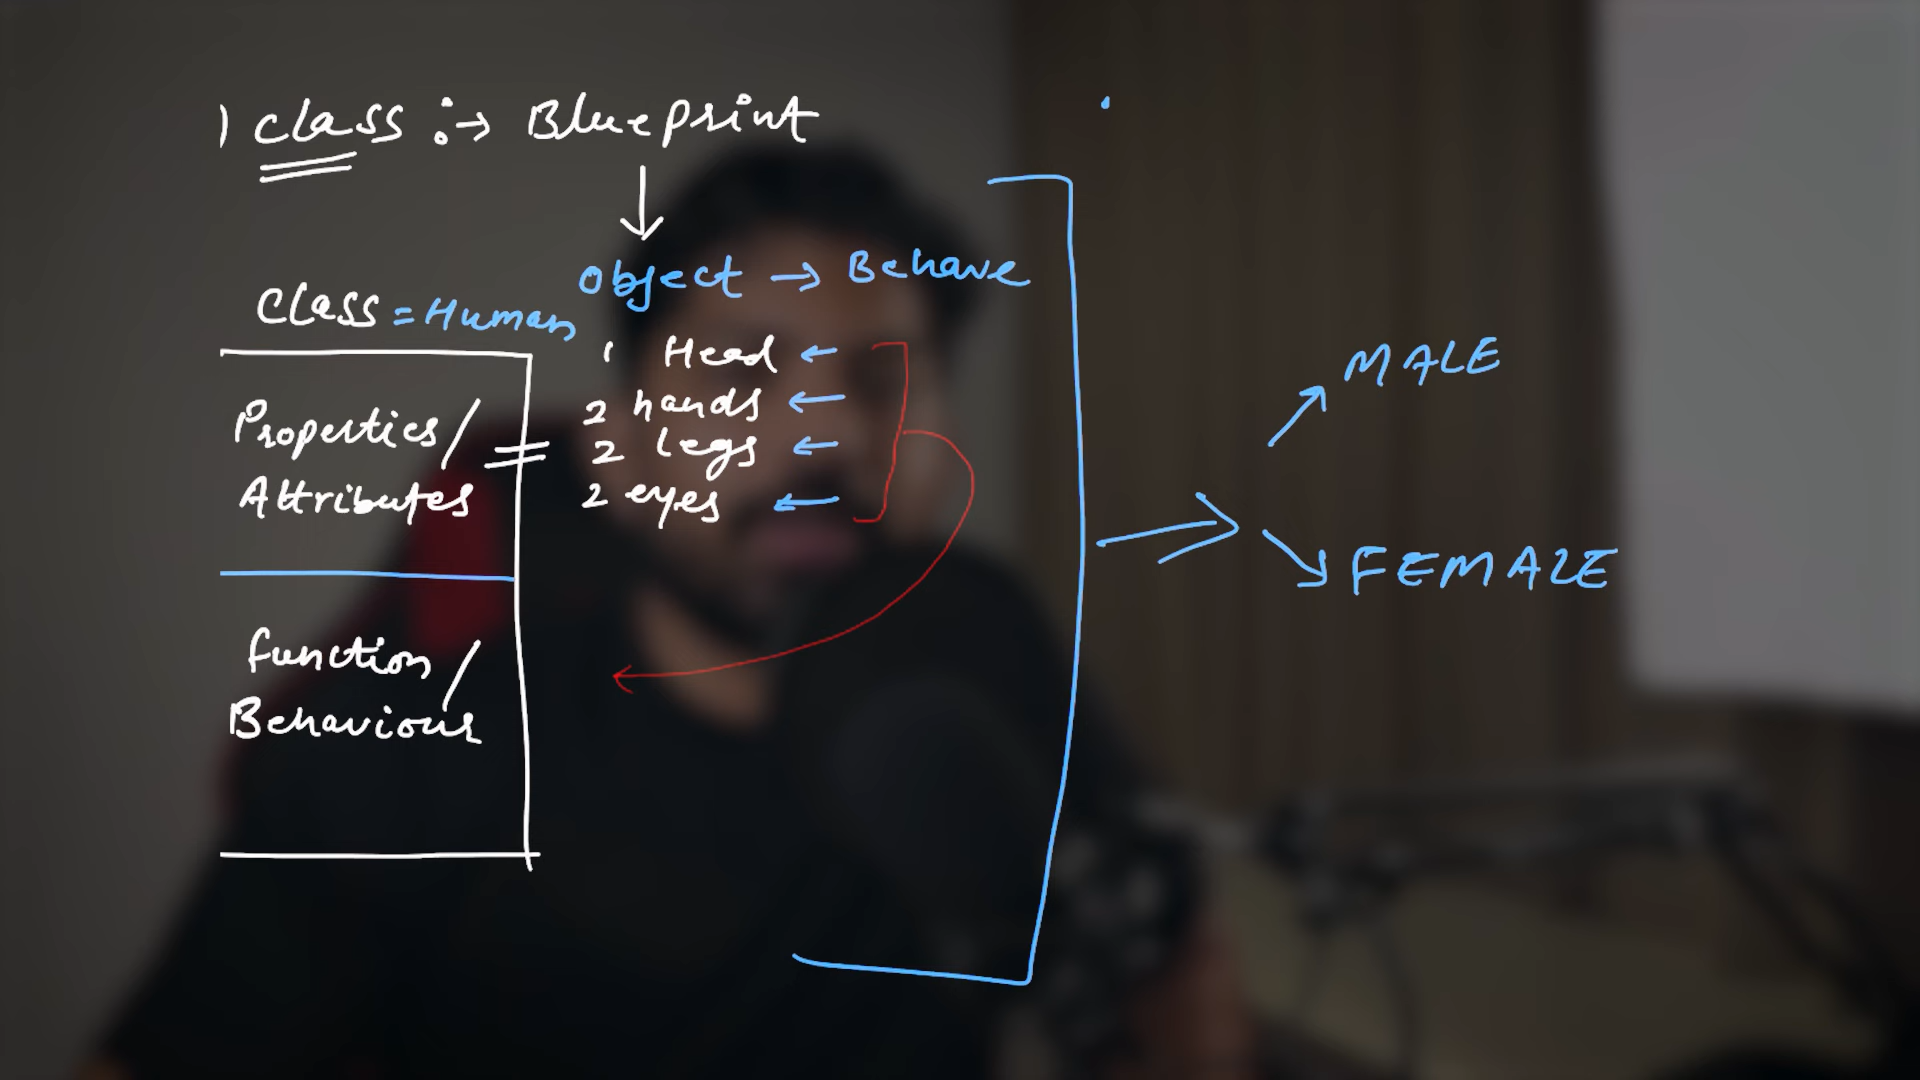 1 Class :→ Blueprint
↓
Object → Behave
Class = Human
1 Head ←
2 hands ←
2 legs ←
2 eyes ←
Properties/
Attributes
function/
Behaviour
MALE
FEMALE